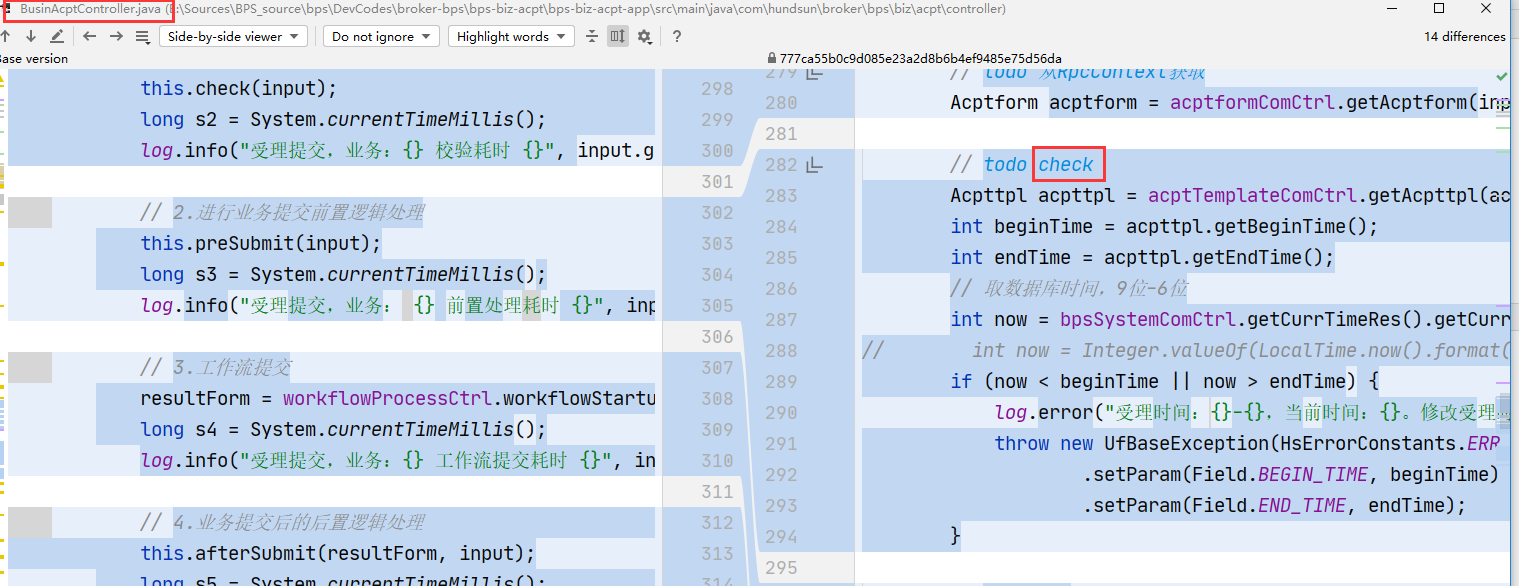 BusinAcptController.java (E:\Sources\BPS_source\bps\DevCodes\broker-bps\bps-biz-acpt\bps-biz-acpt-app\src\main\java\com\hundsun\broker\bps\biz\acpt\controller)
Side-by-side viewer Do not ignore Highlight words ? 14 differences
Base version 777ca55b0c9d085e23a2d8b6b4ef9485e75d56da
this.check(input); 298
long s2 = System.currentTimeMillis(); 299
log.info("受理提交，业务：{} 校验耗时 {}", input.g 300
301
// 2.进行业务提交前置逻辑处理 302
this.preSubmit(input); 303
long s3 = System.currentTimeMillis(); 304
log.info("受理提交，业务： {} 前置处理耗时 {}", inp 305
306
// 3.工作流提交 307
resultForm = workflowProcessCtrl.workflowStartu 308
long s4 = System.currentTimeMillis(); 309
log.info("受理提交，业务：{} 工作流提交耗时 {}", in 310
311
// 4.业务提交后的后置逻辑处理 312
this.afterSubmit(resultForm, input); 313
long s5 = System.currentTimeMillis(); 314
279 // todo 从RpcContext获取
280 Acptform acptform = acptformComCtrl.getAcptform(inp
281
282 // todo check
283 Acpttpl acpttpl = acptTemplateComCtrl.getAcpttpl(ac
284 int beginTime = acpttpl.getBeginTime();
285 int endTime = acpttpl.getEndTime();
286 // 取数据库时间，9位-6位
287 int now = bpsSystemComCtrl.getCurrTimeRes().getCurr
288 // int now = Integer.valueOf(LocalTime.now().format(
289 if (now < beginTime || now > endTime) {
290 log.error("受理时间：{}-{}，当前时间：{}。修改受理
291 throw new UfBaseException(HsErrorConstants.ERR
292 .setParam(Field.BEGIN_TIME, beginTime)
293 .setParam(Field.END_TIME, endTime);
294 }
295